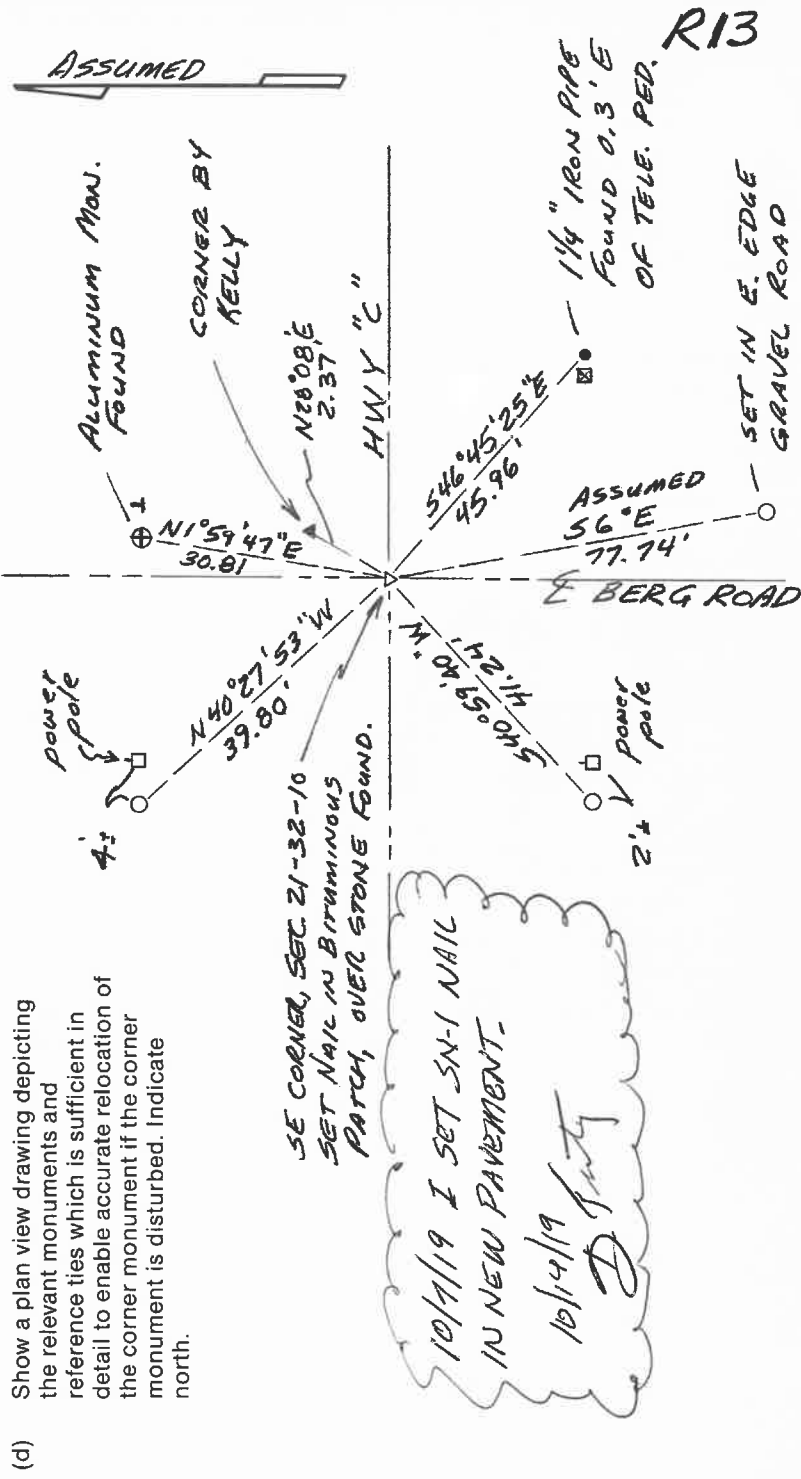 (d) Show a plan view drawing depicting
the relevant monuments and
reference ties which is sufficient in
detail to enable accurate relocation of
the corner monument if the corner
monument is disturbed. Indicate
north.
ASSUMED
R13
power
pole
4'±
ALUMINUM MON.
FOUND
CORNER BY
KELLY
N40°27'53"W
39.80'
N1°59'47"E
30.81
N28°08'E
2.37'
HWY "C"
SE CORNER, SEC. 21-32-10
SET NAIL IN BITUMINOUS
PATCH, OVER STONE FOUND.
S46°45'25"E
45.96'
1 1/4" IRON PIPE
FOUND 0.3' E
OF TELE. PED.
S40°59'40"W
41.24'
ASSUMED
S6°E
77.74'
2'±
power
pole
℄ BERG ROAD
SET IN E. EDGE
GRAVEL ROAD
10/7/19 I SET SN-1 NAIL
IN NEW PAVEMENT.
10/14/19